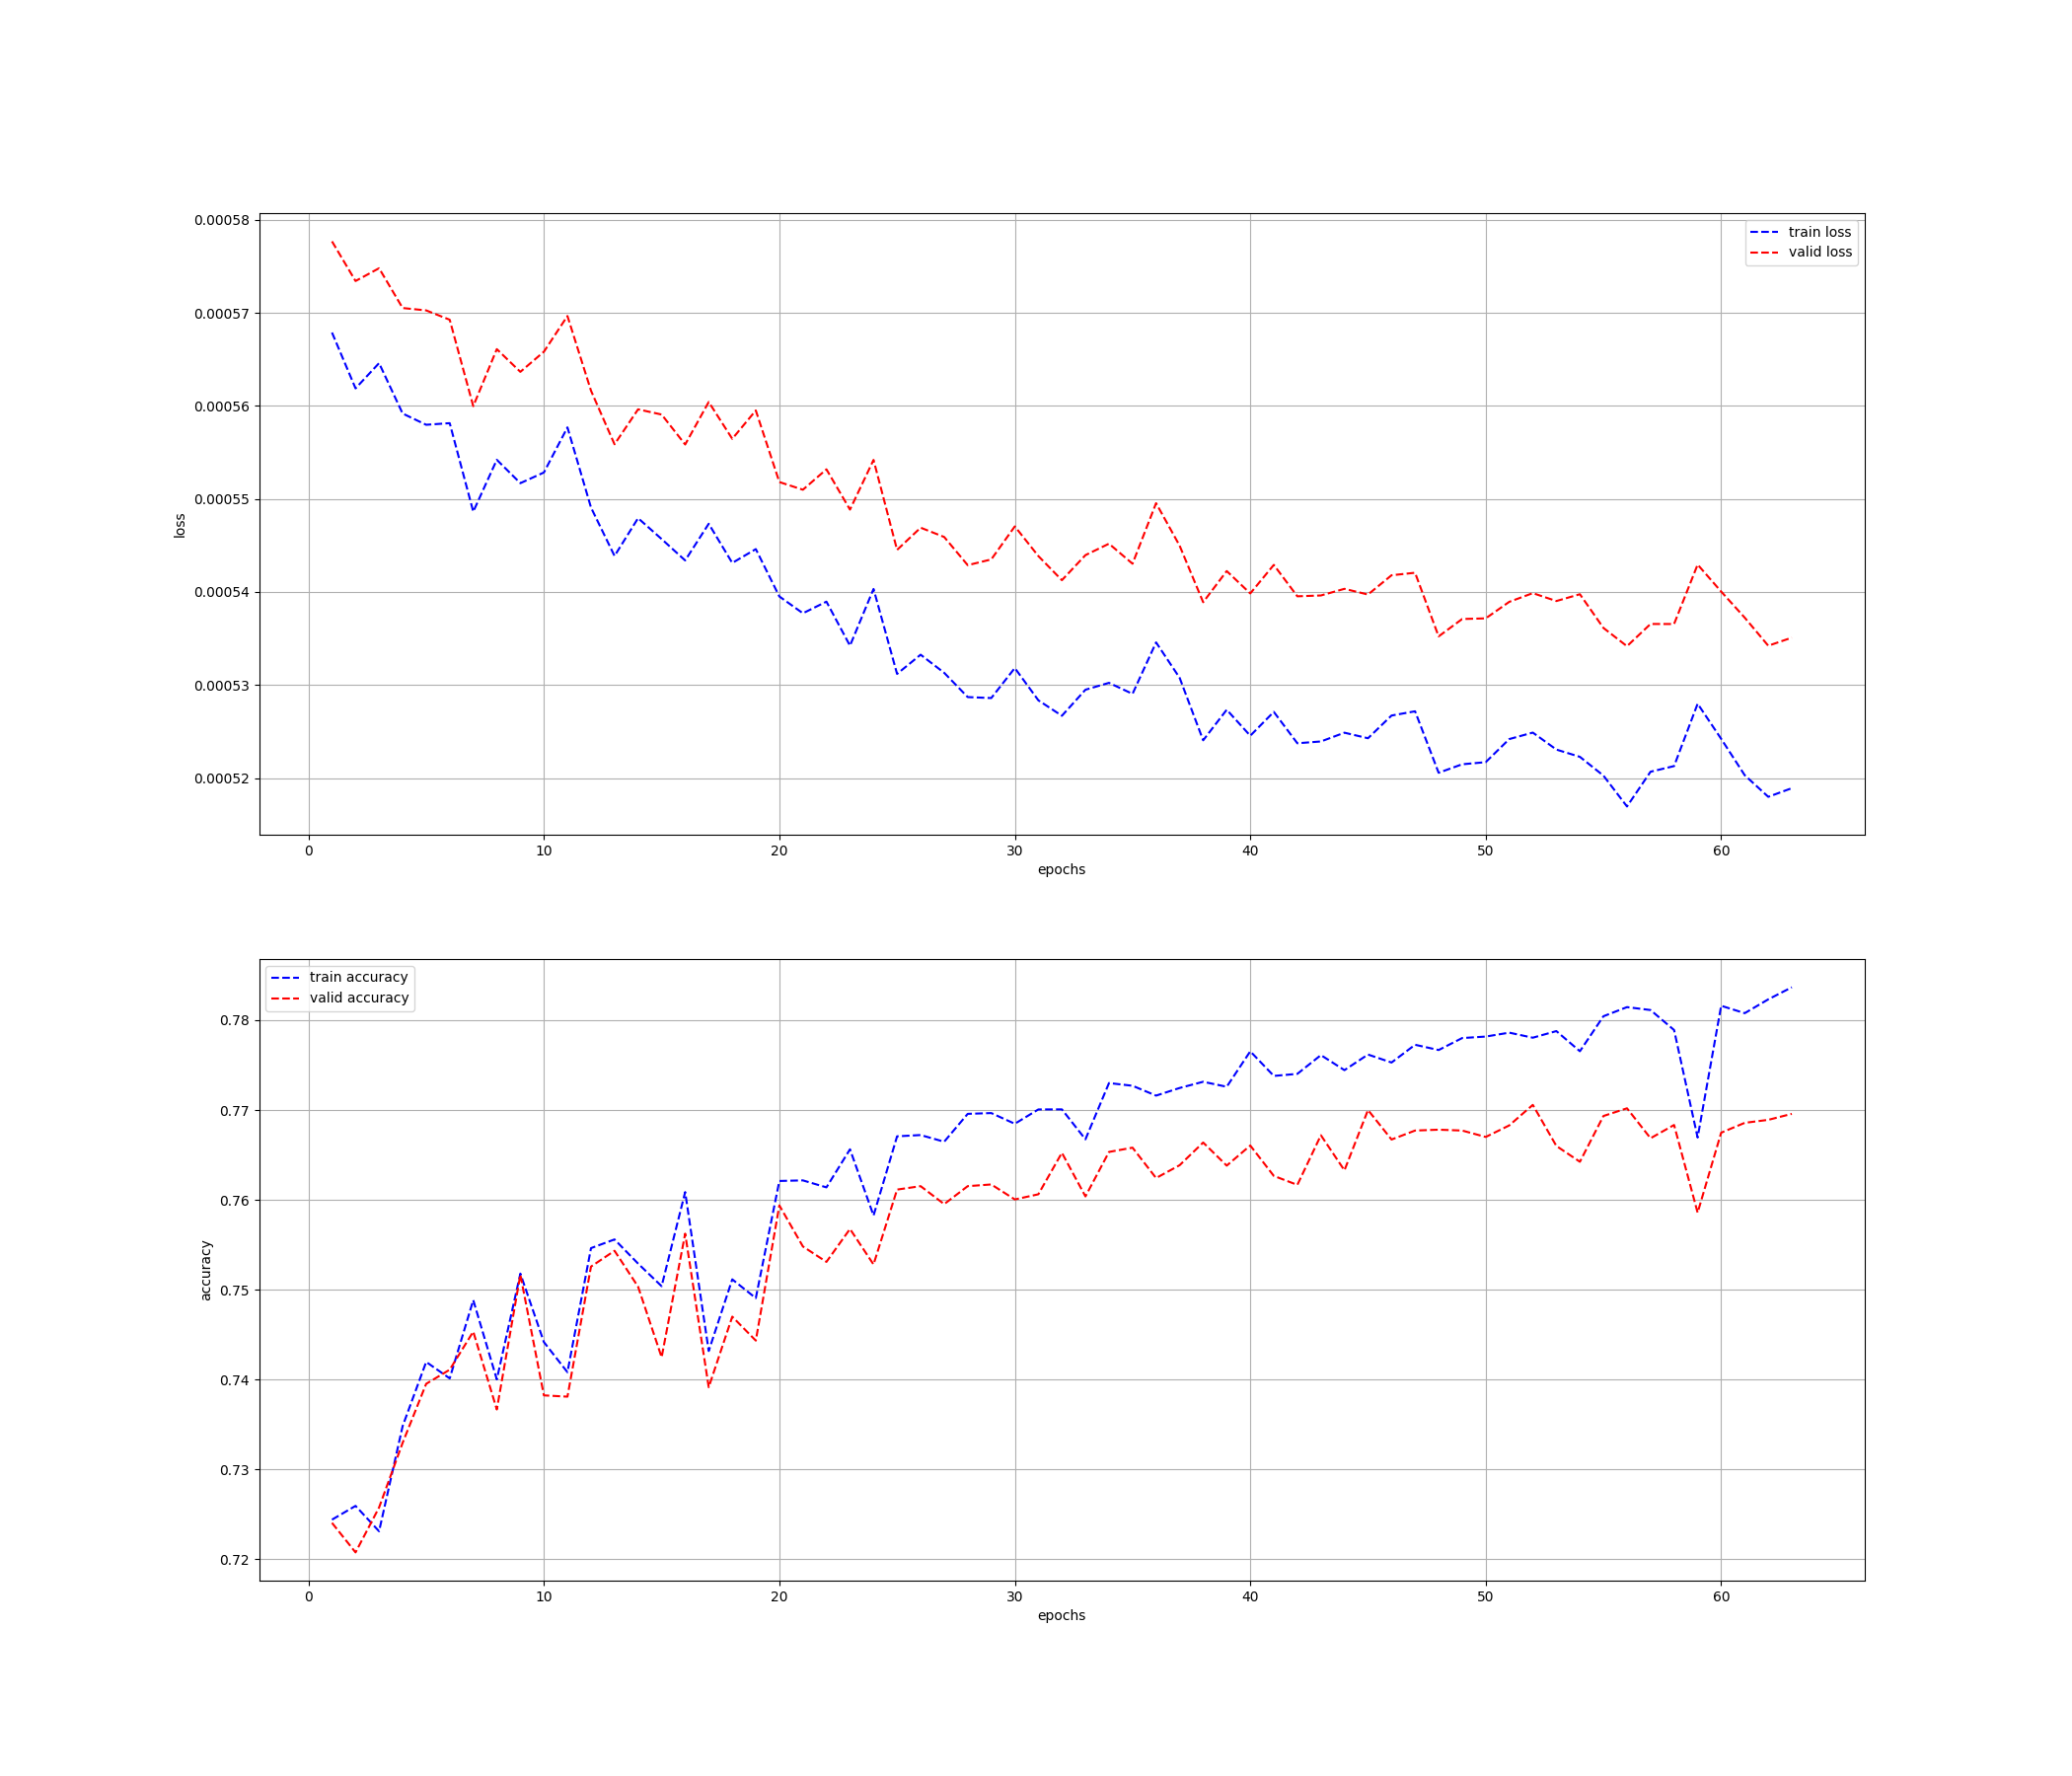 0.00058
0.00057
0.00056
0.00055
0.00054
0.00053
0.00052
loss
train loss
valid loss
0 10 20 30 40 50 60
epochs
train accuracy
valid accuracy
0.78
0.77
0.76
0.75
0.74
0.73
0.72
accuracy
0 10 20 30 40 50 60
epochs